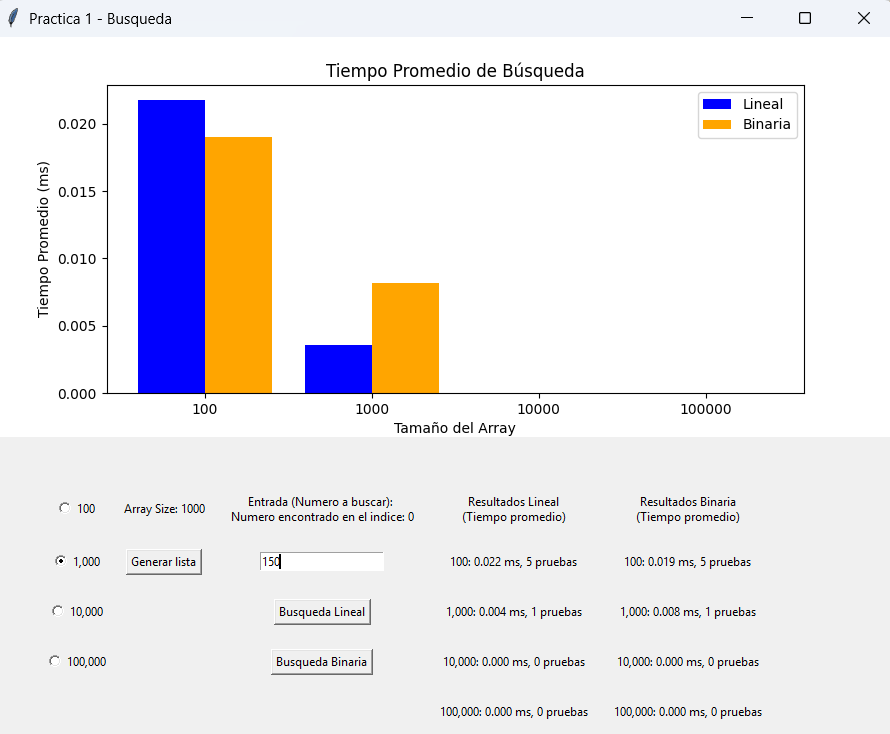 Practica 1 - Busqueda
Tiempo Promedio de Búsqueda
Lineal
Binaria
Tiempo Promedio (ms)
0.020
0.015
0.010
0.005
0.000
100
1000
10000
100000
Tamaño del Array
100
Array Size: 1000
Entrada (Numero a buscar):
Numero encontrado en el indice: 0
Resultados Lineal
(Tiempo promedio)
Resultados Binaria
(Tiempo promedio)
1,000
Generar lista
150
100: 0.022 ms, 5 pruebas
100: 0.019 ms, 5 pruebas
10,000
Busqueda Lineal
1,000: 0.004 ms, 1 pruebas
1,000: 0.008 ms, 1 pruebas
100,000
Busqueda Binaria
10,000: 0.000 ms, 0 pruebas
10,000: 0.000 ms, 0 pruebas
100,000: 0.000 ms, 0 pruebas
100,000: 0.000 ms, 0 pruebas